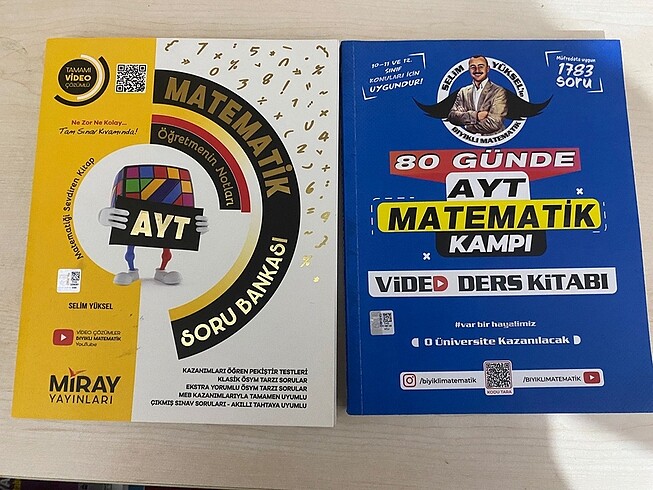 TAMAMI
VİDEO
ÇÖZÜMLÜ
Ne Zor Ne Kolay...
Tam Sınav Kıvamında!
MATEMATİK
Öğretmenin Notları
Matematiği Sevdiren Kitap
AYT
SORU BANKASI
SELİM YÜKSEL
VİDEO ÇÖZÜMLER
BIYIKLI MATEMATİK
YouTube
MİRAY
YAYINLARI
KAZANIMLARI ÖĞREN PEKİŞTİR TESTLERİ
KLASİK ÖSYM TARZI SORULAR
EKSTRA YORUMLU ÖSYM TARZI SORULAR
MEB KAZANIMLARIYLA TAMAMEN UYUMLU
ÇIKMIŞ SINAV SORULARI - AKILLI TAHTAYA UYUMLU
10-11 VE 12.
SINIF
KONULARI İÇİN
UYGUNDUR!
SELİM YÜKSEL'le
BIYIKLI MATEMATİK
Müfredata uygun
1783
SORU
80 GÜNDE
AYT
MATEMATİK
KAMPI
VİDEO DERS KİTABI
#var bir hayalimiz
O Üniversite Kazanılacak
/biyiklimatematik
KODU TARA
/BIYIKLIMATEMATİK